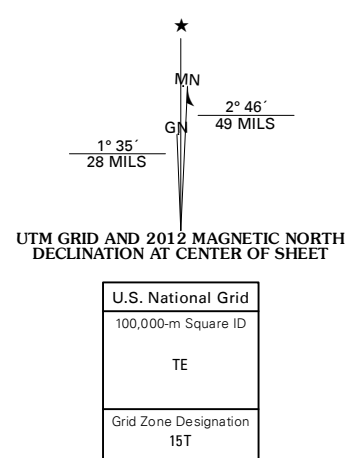 ★
MN
GN
2° 46´
49 MILS
1° 35´
28 MILS
UTM GRID AND 2012 MAGNETIC NORTH
DECLINATION AT CENTER OF SHEET
U.S. National Grid
100,000-m Square ID
TE
Grid Zone Designation
15T